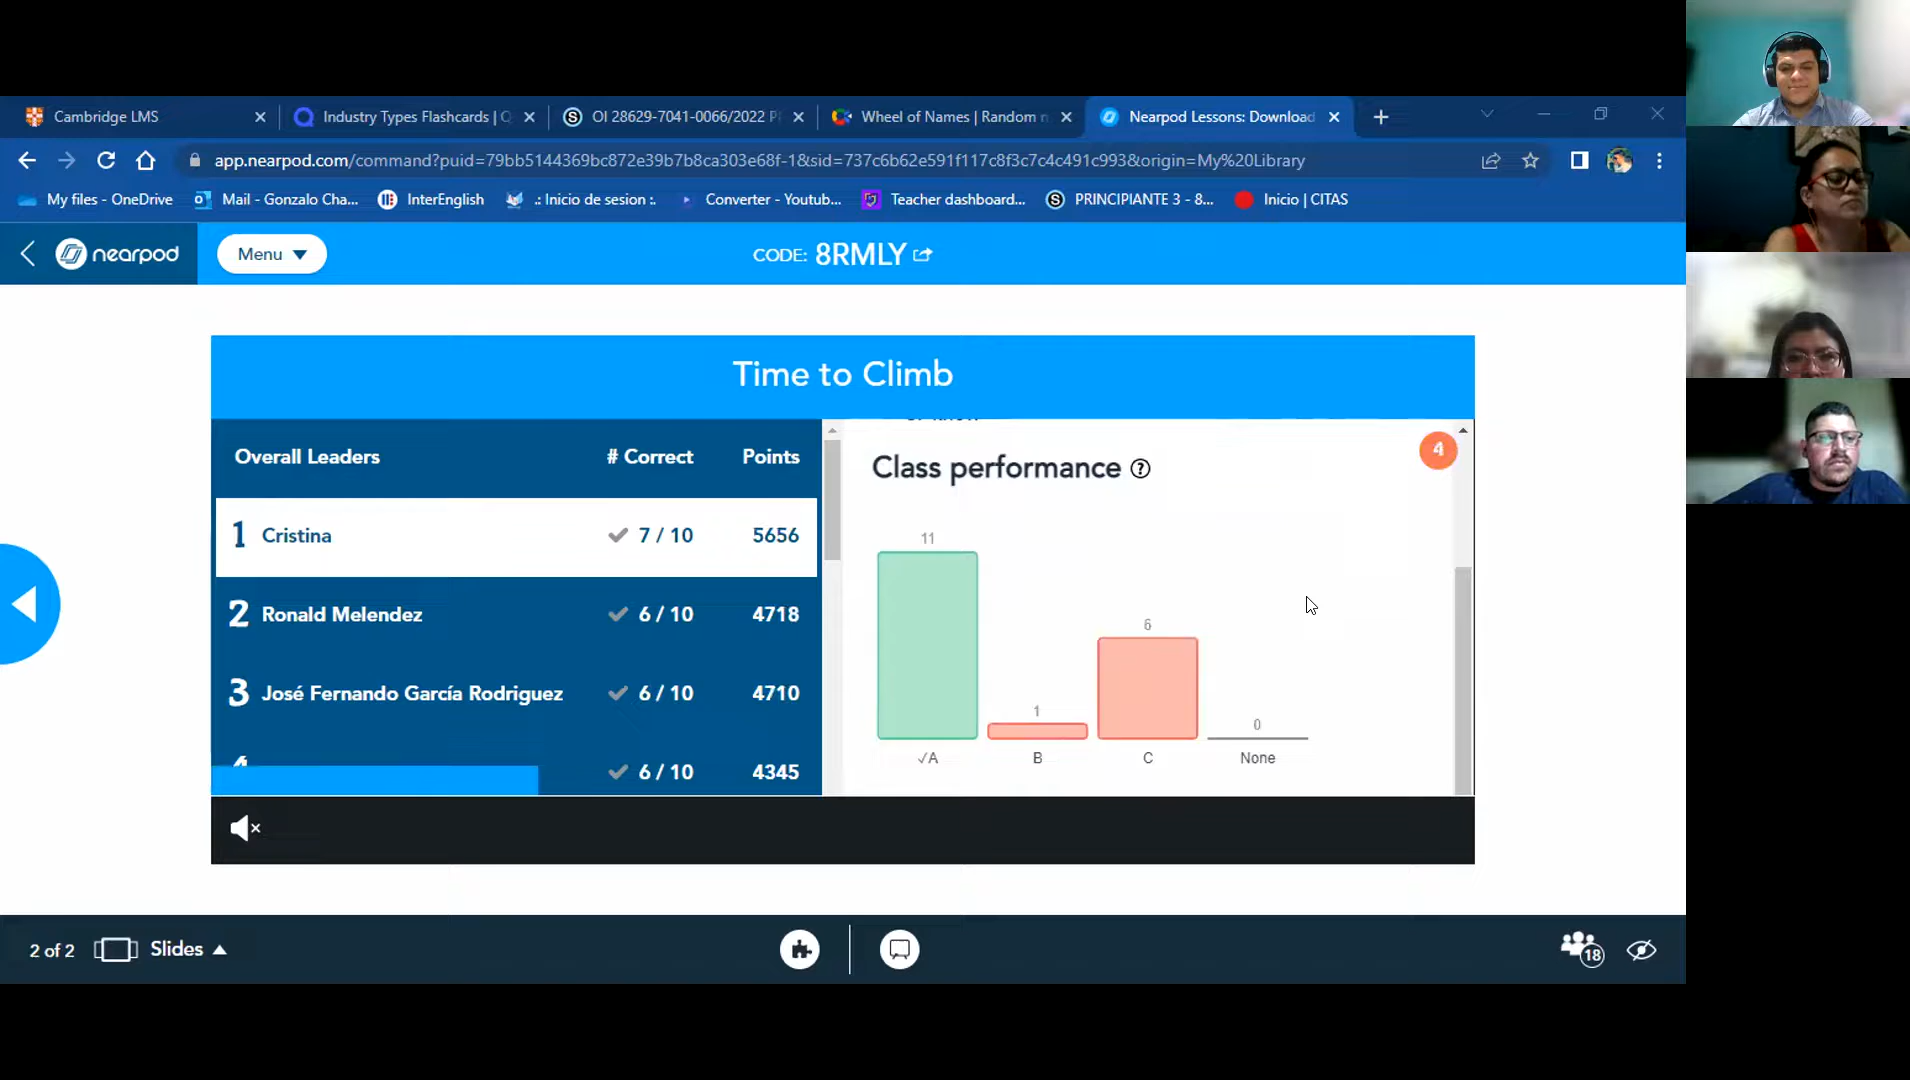 Cambridge LMS
Industry Types Flashcards | Q
OI 28629-7041-0066/2022 P
Wheel of Names | Random n
Nearpod Lessons: Download
app.nearpod.com/command?puid=79bb5144369bc872e39b7b8ca303e68f-1&sid=737c6b62e591f117c8f3c7c4c491c993&origin=My%20Library
My files - OneDrive
Mail - Gonzalo Cha...
InterEnglish
.: Inicio de sesion :.
Converter - Youtub...
Teacher dashboard...
PRINCIPIANTE 3 - 8...
Inicio | CITAS
nearpod
Menu
CODE: 8RMLY
Time to Climb
Overall Leaders # Correct Points
1 Cristina 7 / 10 5656
2 Ronald Melendez 6 / 10 4718
3 José Fernando García Rodriguez 6 / 10 4710
4 6 / 10 4345
Class performance ?
4
11
1
6
0
✓A
B
C
None
2 of 2
Slides
18